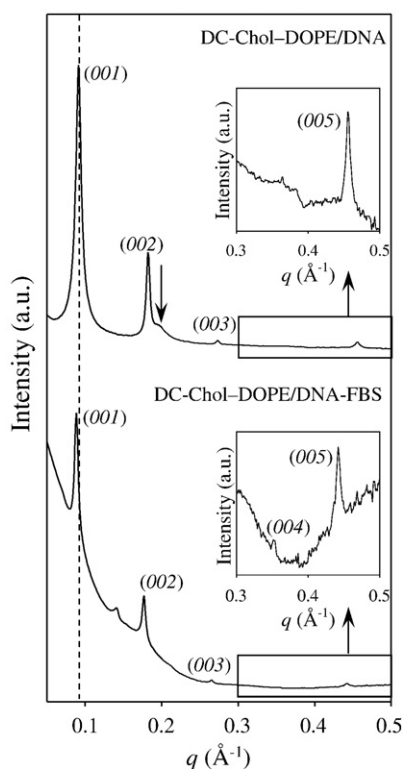 DC-Chol–DOPE/DNA
(001)
(005)
Intensity (a.u.)
0.3 0.4 0.5
q (Å-1)
(002)
(003)
Intensity (a.u.)
DC-Chol–DOPE/DNA-FBS
(001)
(005)
(004)
Intensity (a.u.)
0.3 0.4 0.5
q (Å-1)
(002)
(003)
0.1 0.2 0.3 0.4 0.5
q (Å-1)